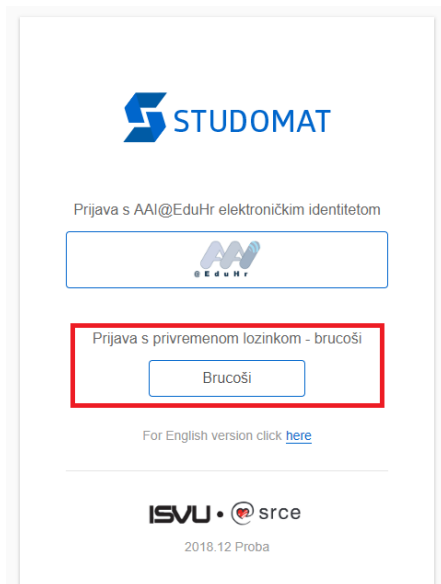 STUDOMAT
Prijava s AAI@EduHr elektroničkim identitetom
@EduHr
Prijava s privremenom lozinkom - brucoši
Brucoši
For English version click here
ISVU • srce
2018.12 Proba